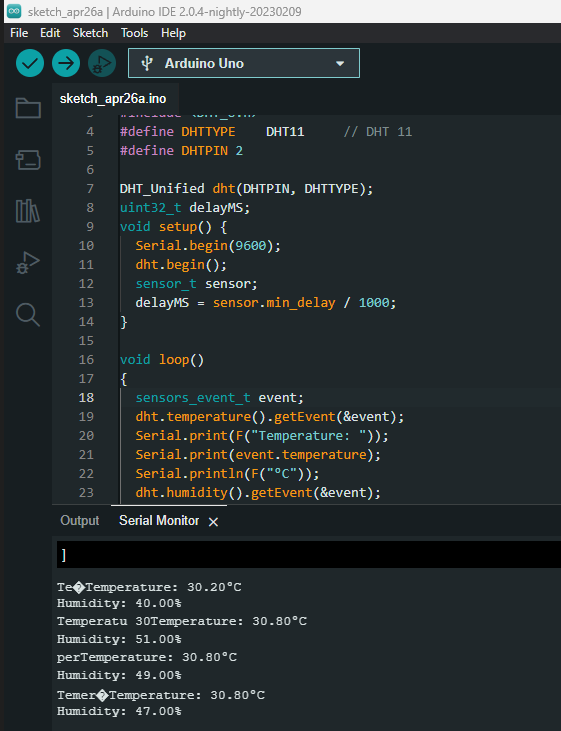 sketch_apr26a | Arduino IDE 2.0.4-nightly-20230209
File Edit Sketch Tools Help
Arduino Uno
sketch_apr26a.ino
4 #define DHTTYPE    DHT11     // DHT 11
5 #define DHTPIN 2
6
7 DHT_Unified dht(DHTPIN, DHTTYPE);
8 uint32_t delayMS;
9 void setup() {
10   Serial.begin(9600);
11   dht.begin();
12   sensor_t sensor;
13   delayMS = sensor.min_delay / 1000;
14 }
15
16 void loop()
17 {
18   sensors_event_t event;
19   dht.temperature().getEvent(&event);
20   Serial.print(F("Temperature: "));
21   Serial.print(event.temperature);
22   Serial.println(F("°C"));
23   dht.humidity().getEvent(&event);
Output Serial Monitor ×
]
Te�Temperature: 30.20°C
Humidity: 40.00%
Temperatu 30Temperature: 30.80°C
Humidity: 51.00%
perTemperature: 30.80°C
Humidity: 49.00%
Temer�Temperature: 30.80°C
Humidity: 47.00%